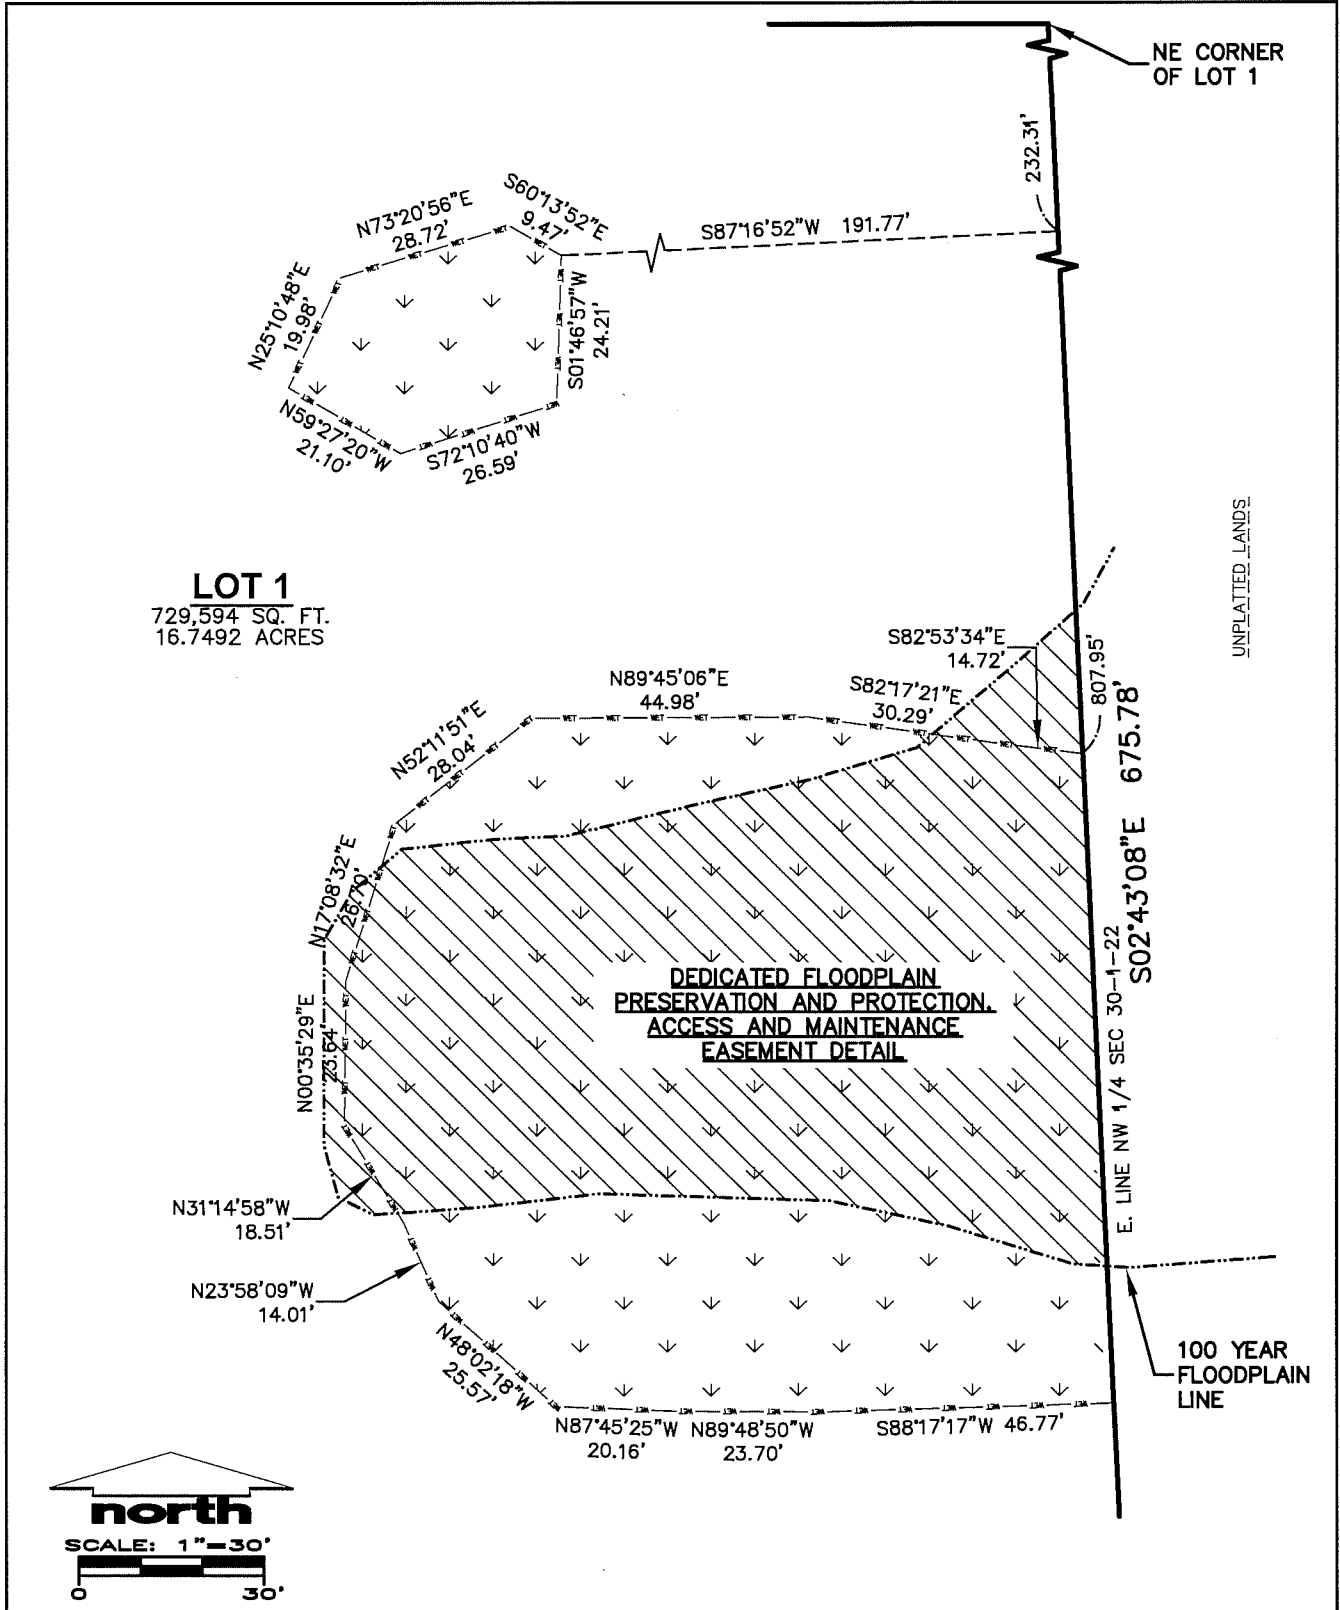 NE CORNER
OF LOT 1
232.31'
N73°20'56"E
28.72'
S60°13'52"E
9.47'
S87°16'52"W 191.77'
N25°10'48"E
19.98'
S01°46'57"W
24.21'
N59°27'20"W
21.10'
S72°10'40"W
26.59'
UNPLATTED LANDS
LOT 1
729,594 SQ. FT.
16.7492 ACRES
S82°53'34"E
14.72'
807.95'
N89°45'06"E
44.98'
S82°17'21"E
30.29'
N52°11'51"E
28.04'
S02°43'08"E 675.78'
E. LINE NW 1/4 SEC 30-1-22
N17°08'32"E
26.70'
DEDICATED FLOODPLAIN
PRESERVATION AND PROTECTION,
ACCESS AND MAINTENANCE
EASEMENT DETAIL
N00°35'29"E
23.64'
N31°14'58"W
18.51'
N23°58'09"W
14.01'
N48°02'18"W
25.57'
N87°45'25"W
20.16'
N89°48'50"W
23.70'
S88°17'17"W 46.77'
100 YEAR
FLOODPLAIN
LINE
north
SCALE: 1"=30'
0 30'